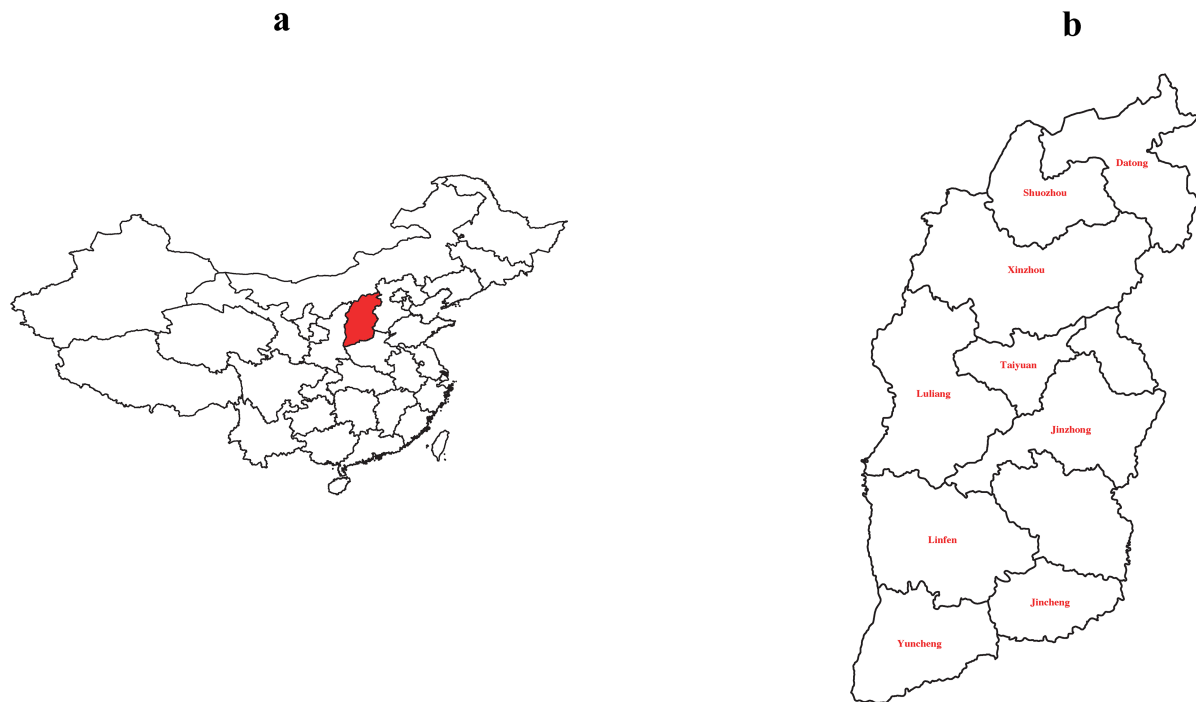 a
b
Datong
Shuozhou
Xinzhou
Taiyuan
Luliang
Jinzhong
Linfen
Jincheng
Yuncheng